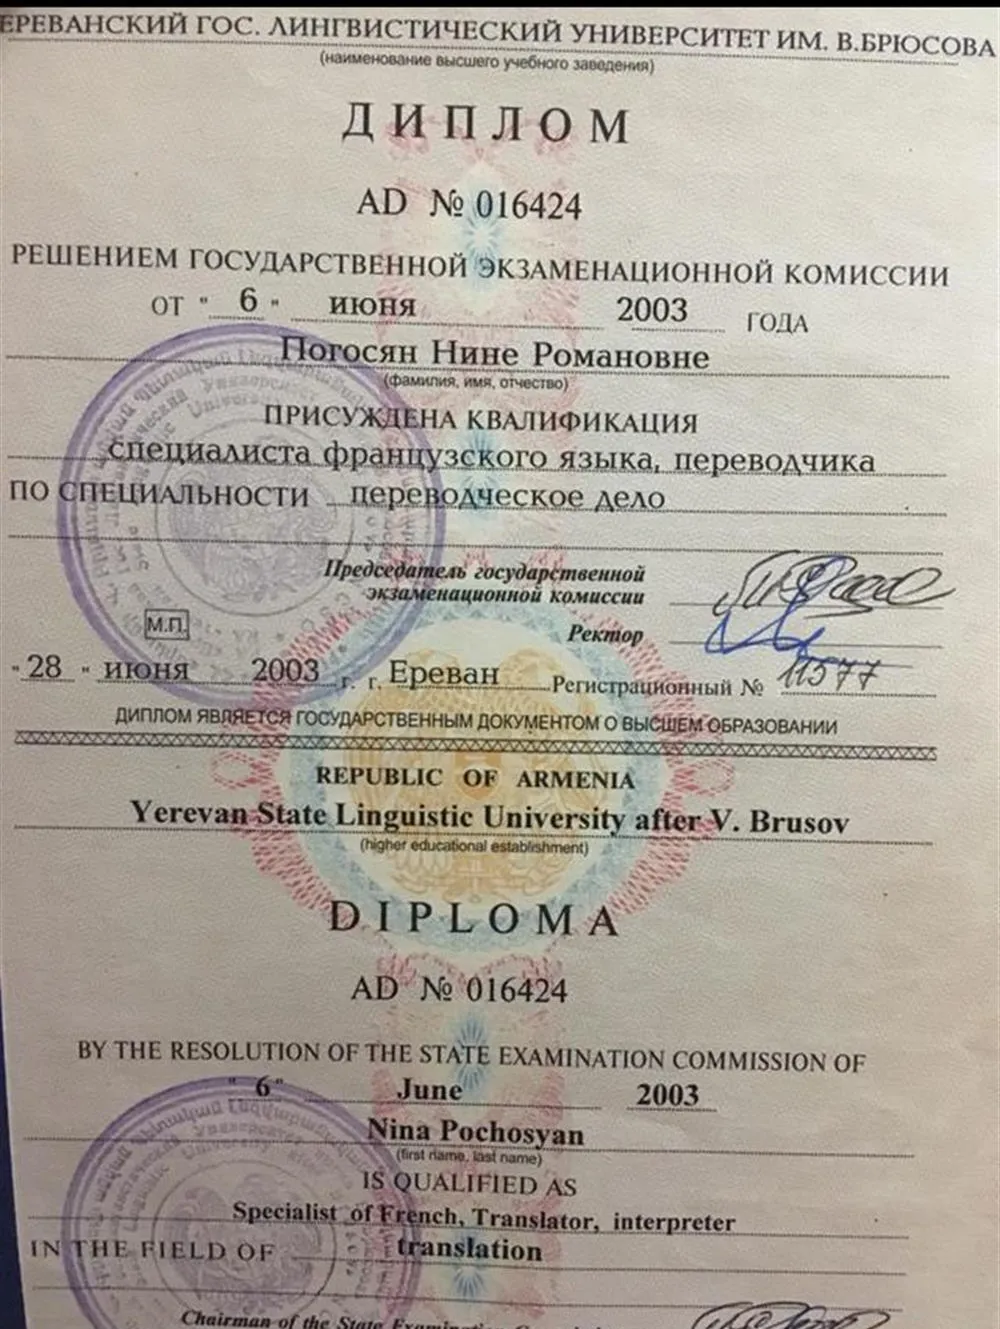 ЕРЕВАНСКИЙ ГОС. ЛИНГВИСТИЧЕСКИЙ УНИВЕРСИТЕТ ИМ. В.БРЮСОВА
(наименование высшего учебного заведения)
ДИПЛОМ
AD № 016424
РЕШЕНИЕМ ГОСУДАРСТВЕННОЙ ЭКЗАМЕНАЦИОННОЙ КОМИССИИ
ОТ " 6 " июня 2003 ГОДА
Погосян Нине Романовне
(фамилия, имя, отчество)
ПРИСУЖДЕНА КВАЛИФИКАЦИЯ
специалиста французского языка, переводчика
ПО СПЕЦИАЛЬНОСТИ переводческое дело
Председатель государственной
экзаменационной комиссии
Ректор
М.П.
" 28 " июня 2003 г. г. Ереван Регистрационный № 11577
ДИПЛОМ ЯВЛЯЕТСЯ ГОСУДАРСТВЕННЫМ ДОКУМЕНТОМ О ВЫСШЕМ ОБРАЗОВАНИИ
REPUBLIC OF ARMENIA
Yerevan State Linguistic University after V. Brusov
(higher educational establishment)
DIPLOMA
AD № 016424
BY THE RESOLUTION OF THE STATE EXAMINATION COMMISSION OF
" 6 " June 2003
Nina Pochosyan
(first name, last name)
IS QUALIFIED AS
Specialist of French, Translator, interpreter
IN THE FIELD OF translation
Chairman of the State